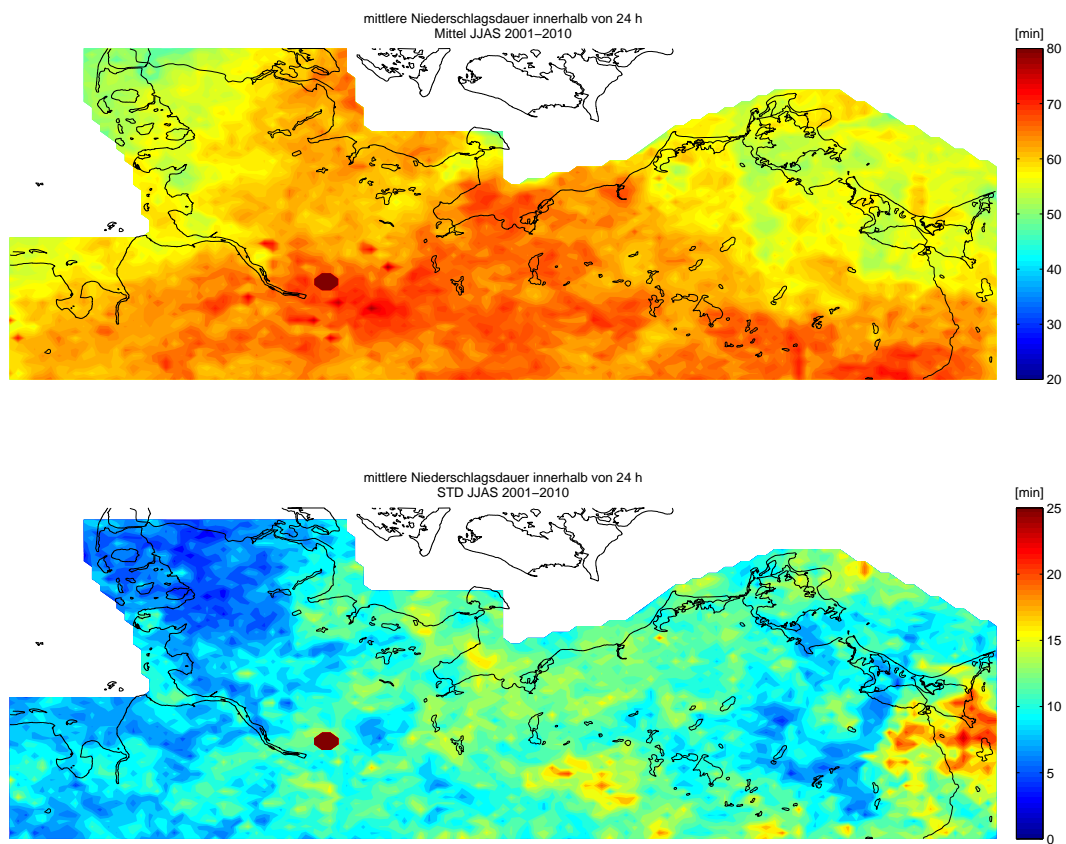 mittlere Niederschlagsdauer innerhalb von 24 h
Mittel JJAS 2001−2010
[min]
80
70
60
50
40
30
20
mittlere Niederschlagsdauer innerhalb von 24 h
STD JJAS 2001−2010
[min]
25
20
15
10
5
0